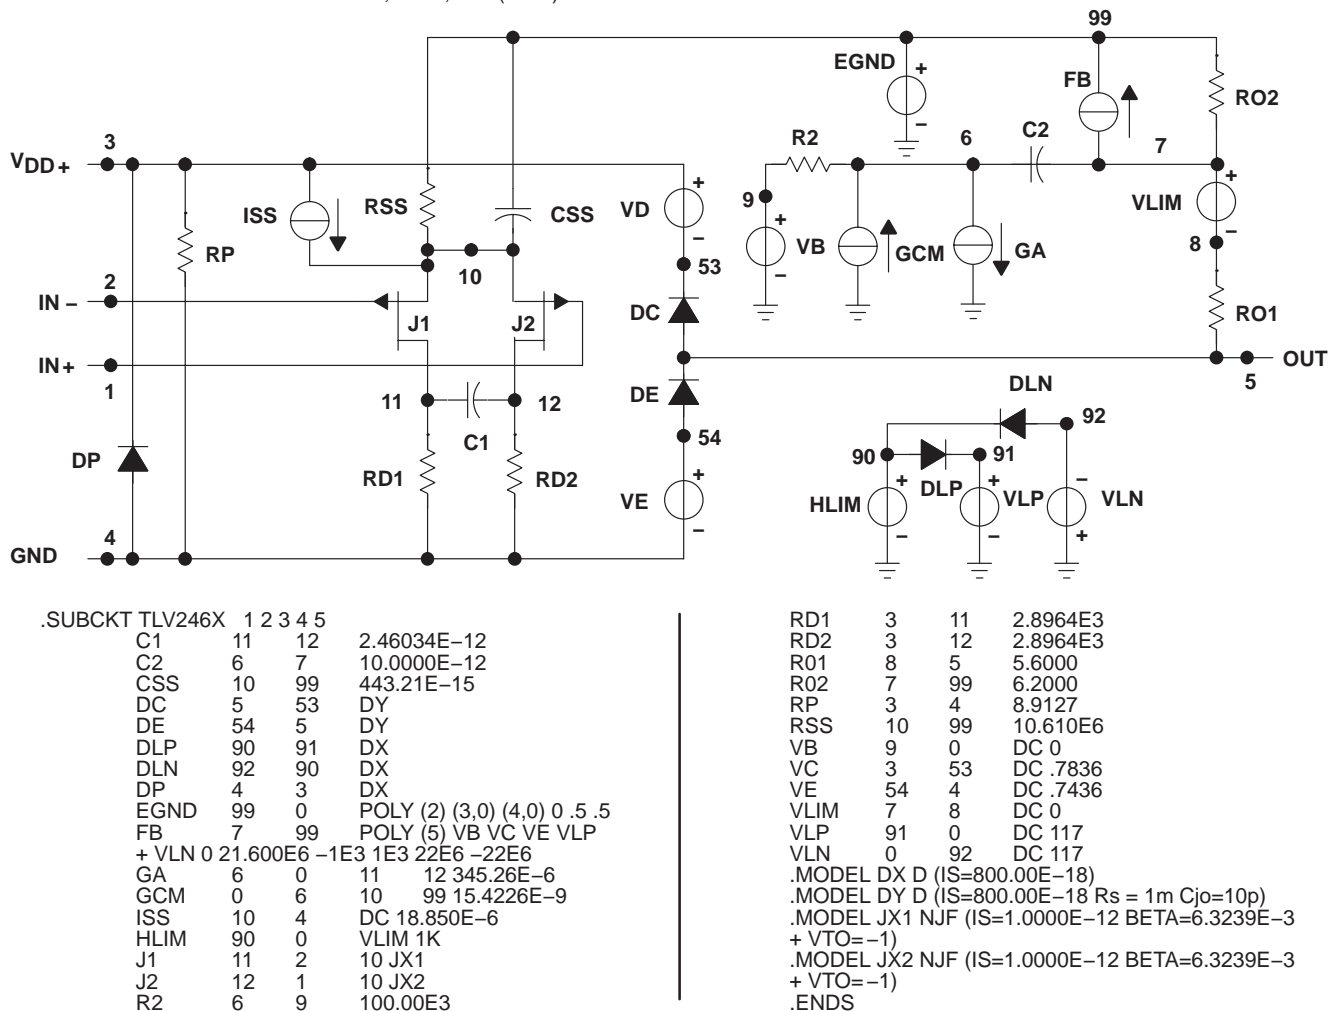 99
EGND
+
–
FB
RO2
3
VDD+
R2
6
C2
7
ISS
RSS
CSS
VD
+
–
9
+
VB
–
GCM
GA
VLIM
+
–
8
RP
10
53
2
IN –
J1
J2
DC
RO1
IN+
1
OUT
5
11
12
C1
DE
DLN
92
54
90
91
DP
RD1
RD2
VE
+
–
HLIM
+
–
DLP
+
VLP
–
–
VLN
+
4
GND
.SUBCKT TLV246X 1 2 3 4 5
C1 11 12 2.46034E–12
C2 6 7 10.0000E–12
CSS 10 99 443.21E–15
DC 5 53 DY
DE 54 5 DY
DLP 90 91 DX
DLN 92 90 DX
DP 4 3 DX
EGND 99 0 POLY (2) (3,0) (4,0) 0 .5 .5
FB 7 99 POLY (5) VB VC VE VLP
+ VLN 0 21.600E6 –1E3 1E3 22E6 –22E6
GA 6 0 11 12 345.26E–6
GCM 0 6 10 99 15.4226E–9
ISS 10 4 DC 18.850E–6
HLIM 90 0 VLIM 1K
J1 11 2 10 JX1
J2 12 1 10 JX2
R2 6 9 100.00E3
RD1 3 11 2.8964E3
RD2 3 12 2.8964E3
R01 8 5 5.6000
R02 7 99 6.2000
RP 3 4 8.9127
RSS 10 99 10.610E6
VB 9 0 DC 0
VC 3 53 DC .7836
VE 54 4 DC .7436
VLIM 7 8 DC 0
VLP 91 0 DC 117
VLN 0 92 DC 117
.MODEL DX D (IS=800.00E–18)
.MODEL DY D (IS=800.00E–18 Rs = 1m Cjo=10p)
.MODEL JX1 NJF (IS=1.0000E–12 BETA=6.3239E–3
+ VTO=–1)
.MODEL JX2 NJF (IS=1.0000E–12 BETA=6.3239E–3
+ VTO=–1)
.ENDS